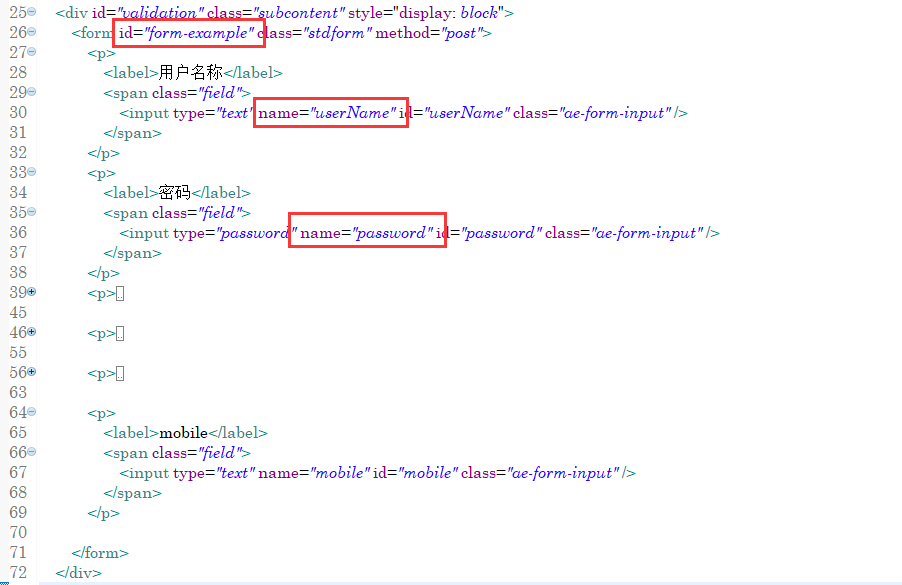 25 <div id="validation" class="subcontent" style="display: block">
26 <form id="form-example" class="stdform" method="post">
27 <p>
28 <label>用户名称</label>
29 <span class="field">
30 <input type="text" name="userName" id="userName" class="ae-form-input" />
31 </span>
32 </p>
33 <p>
34 <label>密码</label>
35 <span class="field">
36 <input type="password" name="password" id="password" class="ae-form-input" />
37 </span>
38 </p>
39 <p>..
45
46 <p>..
55
56 <p>..
63
64 <p>
65 <label>mobile</label>
66 <span class="field">
67 <input type="text" name="mobile" id="mobile" class="ae-form-input" />
68 </span>
69 </p>
70
71 </form>
72 </div>